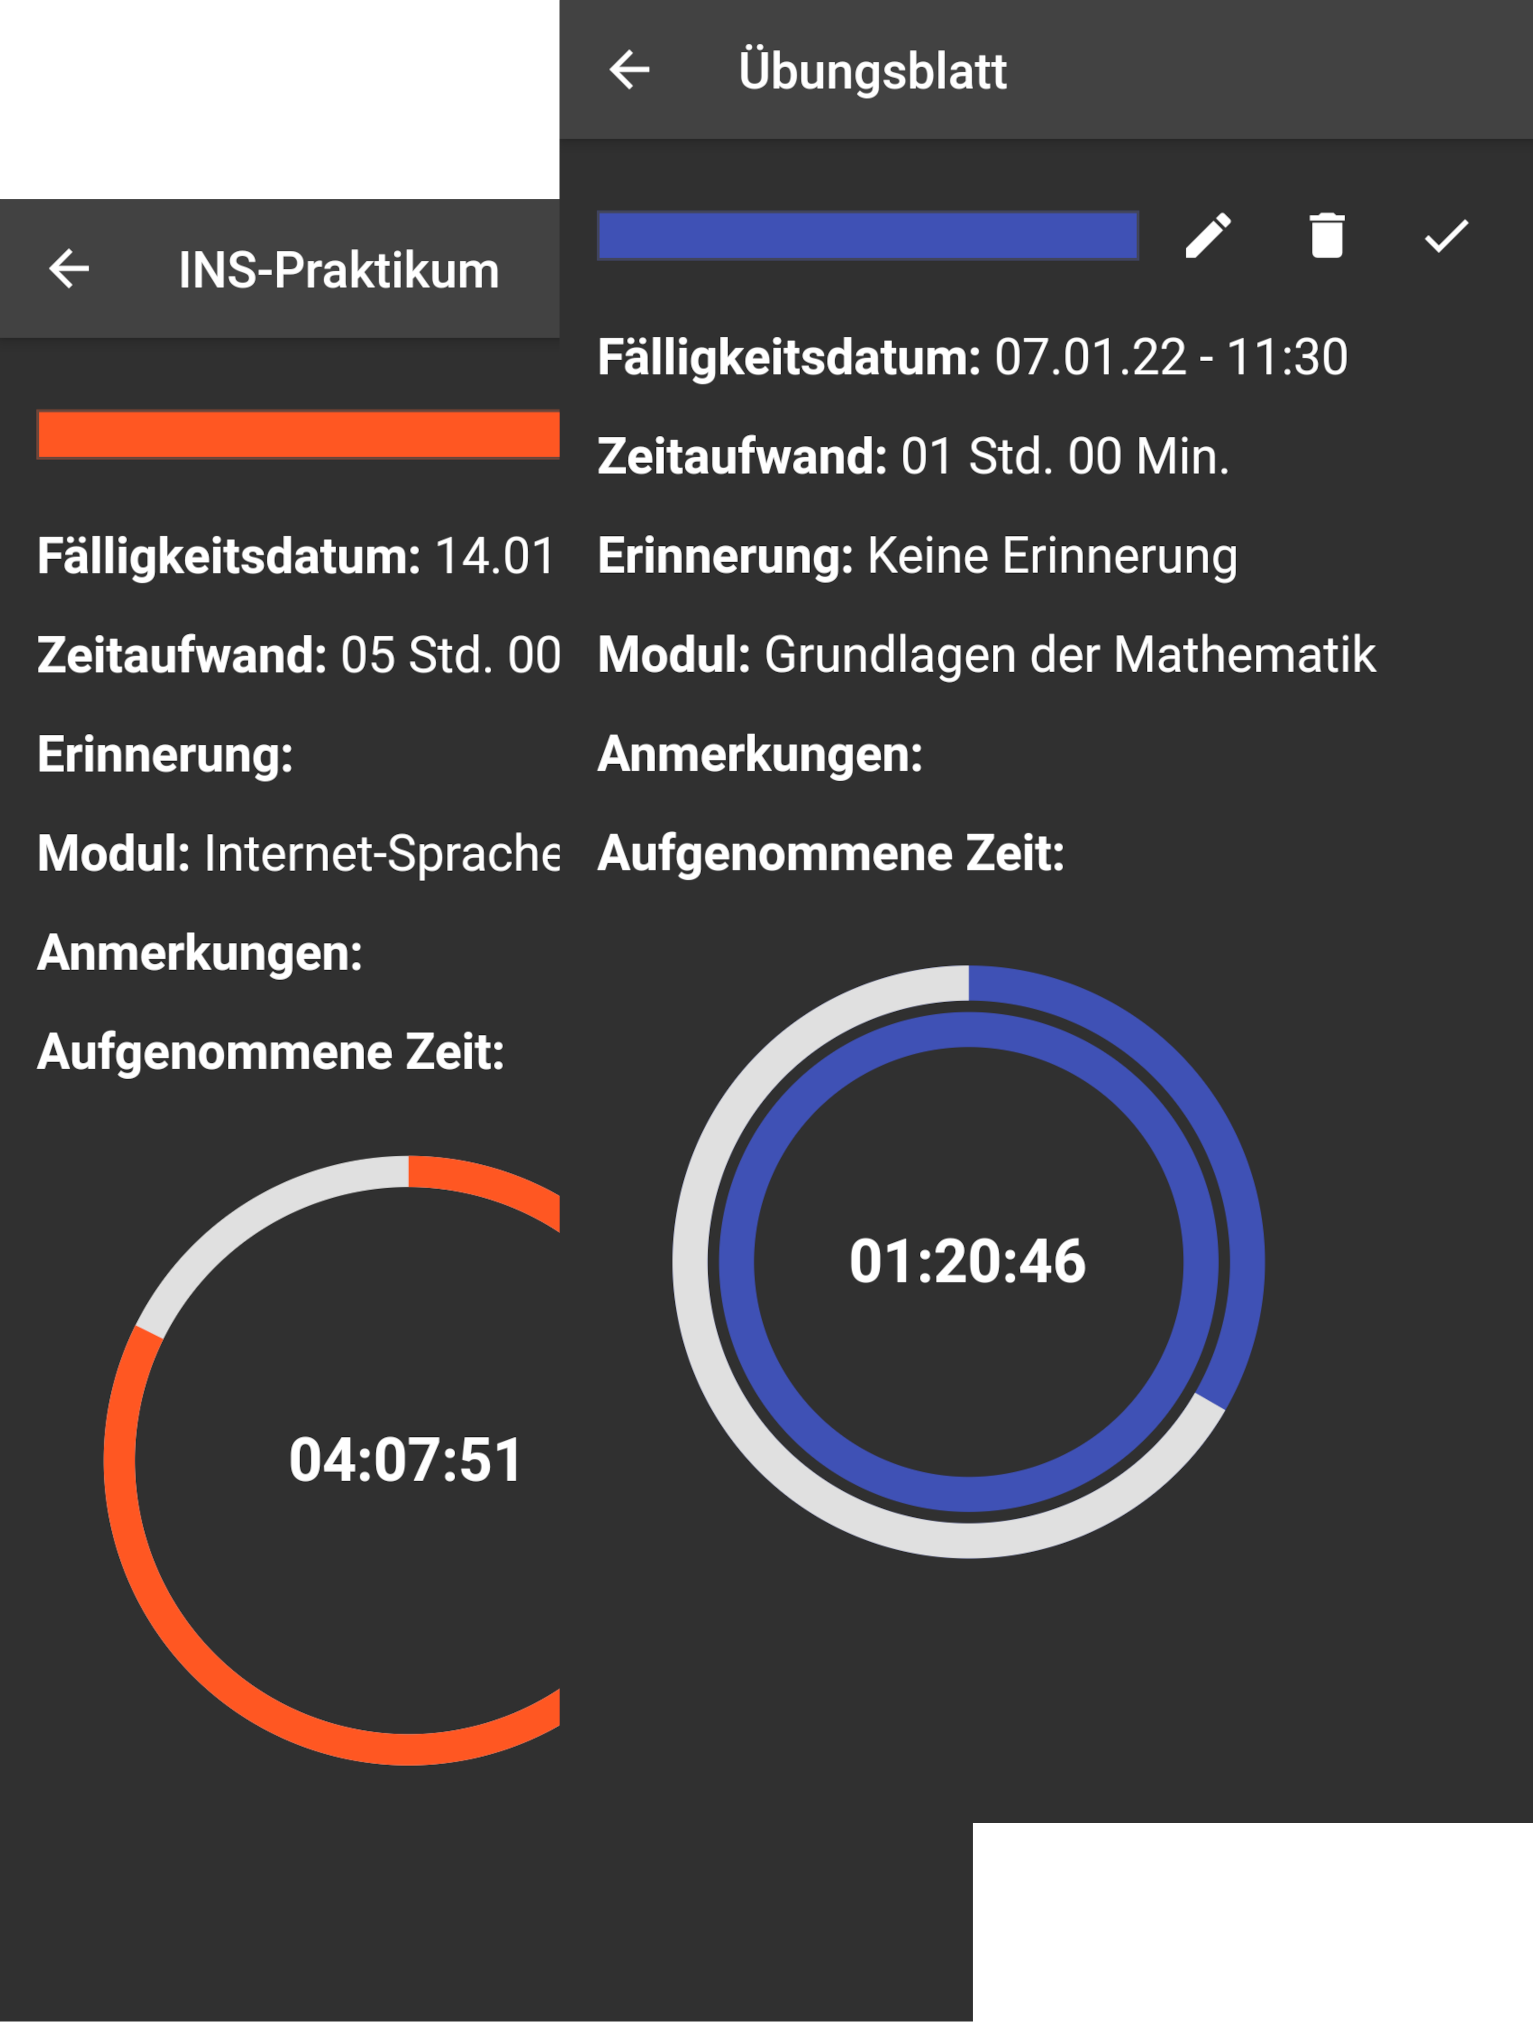 INS-Praktikum
Fälligkeitsdatum: 14.01
Zeitaufwand: 05 Std. 00
Erinnerung:
Modul: Internet-Sprache
Anmerkungen:
Aufgenommene Zeit:
04:07:51
Übungsblatt
Fälligkeitsdatum: 07.01.22 - 11:30
Zeitaufwand: 01 Std. 00 Min.
Erinnerung: Keine Erinnerung
Modul: Grundlagen der Mathematik
Anmerkungen:
Aufgenommene Zeit:
01:20:46